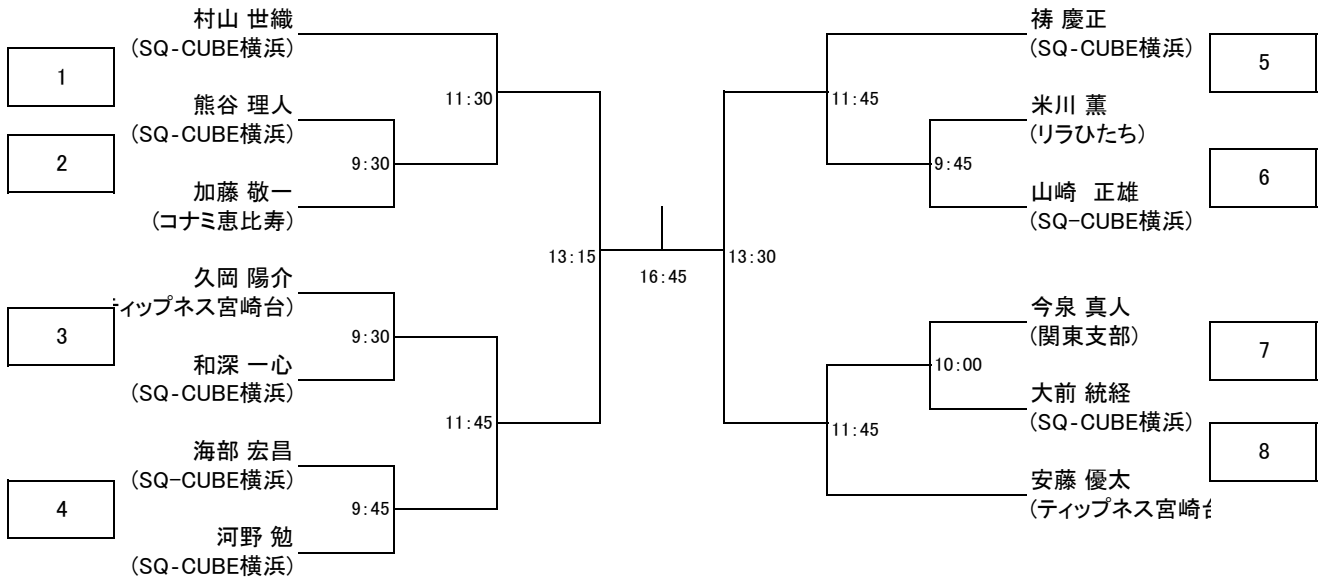 村山 世織
(SQ-CUBE横浜)
1
11:30
熊谷 理人
(SQ-CUBE横浜)
2
9:30
加藤 敬一
(コナミ恵比寿)
13:15
久岡 陽介
ィップネス宮崎台)
3
9:30
和深 一心
(SQ-CUBE横浜)
11:45
海部 宏昌
(SQ-CUBE横浜)
4
9:45
河野 勉
(SQ-CUBE横浜)
16:45
祷 慶正
(SQ-CUBE横浜)
5
11:45
米川 薫
(リラひたち)
9:45
6
山崎 正雄
(SQ-CUBE横浜)
13:30
今泉 真人
(関東支部)
7
10:00
大前 統経
(SQ-CUBE横浜)
11:45
8
安藤 優太
(ティップネス宮崎